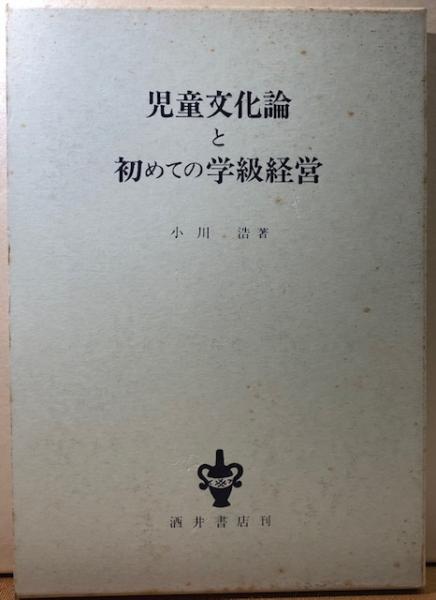 児童文化論
と
初めての学級経営
小川 浩著
酒井書店刊